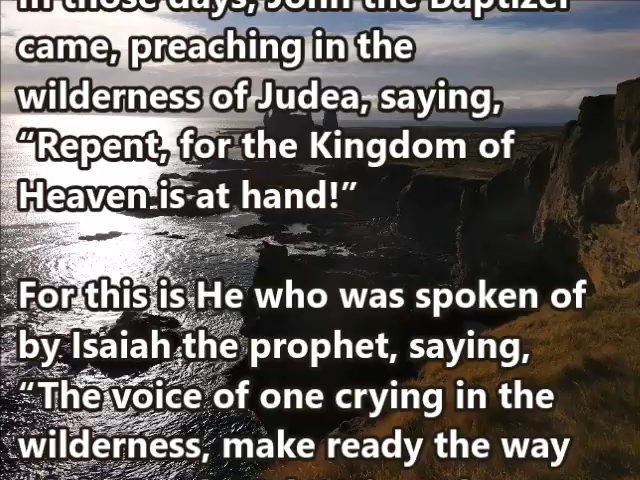 In those days, John the Baptizer
came, preaching in the
wilderness of Judea, saying,
“Repent, for the Kingdom of
Heaven is at hand!”
For this is He who was spoken of
by Isaiah the prophet, saying,
“The voice of one crying in the
wilderness, make ready the way